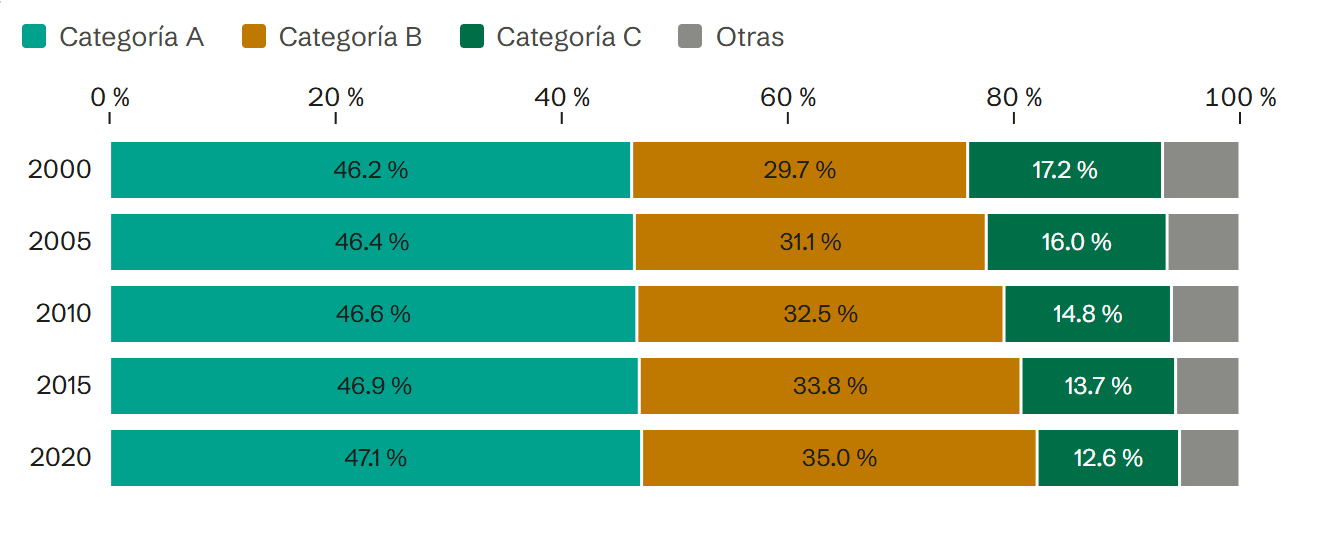 Categoría A Categoría B Categoría C Otras
0 % 20 % 40 % 60 % 80 % 100 %
2000 46.2 % 29.7 % 17.2 %
2005 46.4 % 31.1 % 16.0 %
2010 46.6 % 32.5 % 14.8 %
2015 46.9 % 33.8 % 13.7 %
2020 47.1 % 35.0 % 12.6 %